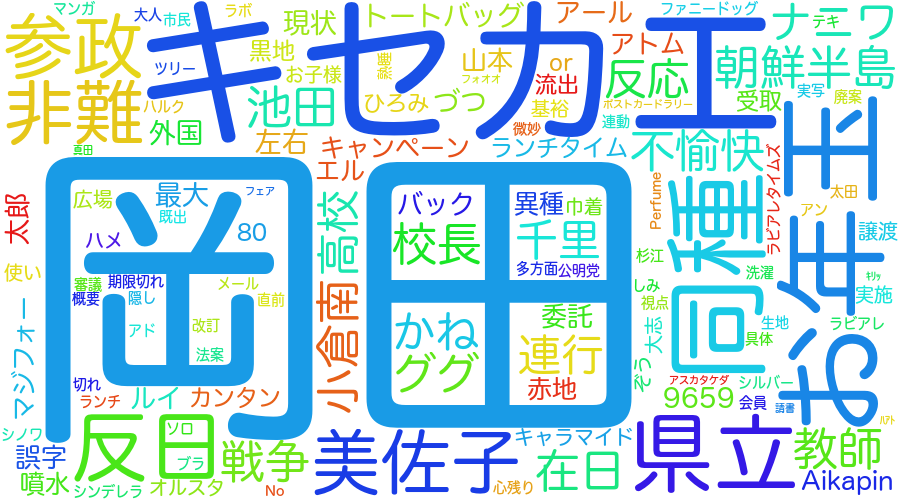 マンガ
大人
市民
ラボ
現状
トートバッグ
アール
ファニードッグ
ナニワ
テキ
参政
キセカエ
黒地
熱唱
山本
or
アトム
朝鮮半島
ツリー
お子様
フォオオ
流出
反応
実写
廃案
非難
ハルク
池田
ひろみ
づつ
基裕
ポストカードラリー
受取
お年玉
外国
左右
キャンペーン
微妙
連動
ランチタイム
不愉快
エル
岡田
広場
最大
フェア
既出
高校
バック
異種
巾着
Perfume
同種
ラビアレタイムズ
太田
アン
太郎
ハメ
80
校長
千里
譲渡
使い
審議
期限切れ
メール
多方面
公明党
杉江
洗濯
ｷﾘｯ
概要
隠し
直前
小倉南
しみ
視点
実施
マジフォー
アド
改訂
かね
委託
大志
生地
ラビアレ
法案
ググ
連行
具体
切れ
ランチ
ルイ
カンタン
赤地
ぞう
アスカタケダ
シルバー
9659
会員
請書
シノワ
反日
ソロ
戦争
美佐子
キャラマイド
県立
教師
誤字
ブラ
在日
噴水
シンデレラ
オルスタ
No
心残り
Aikapin